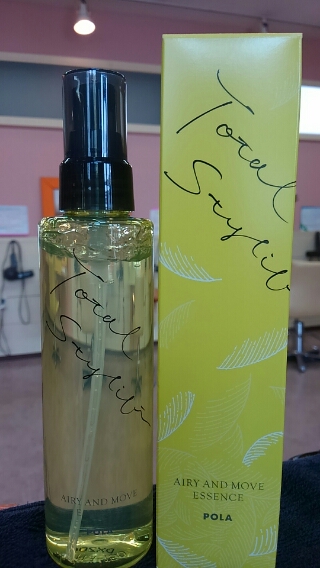 Total
Stylist
AIRY AND MOVE
Total
Stylist
AIRY AND MOVE
ESSENCE
POLA